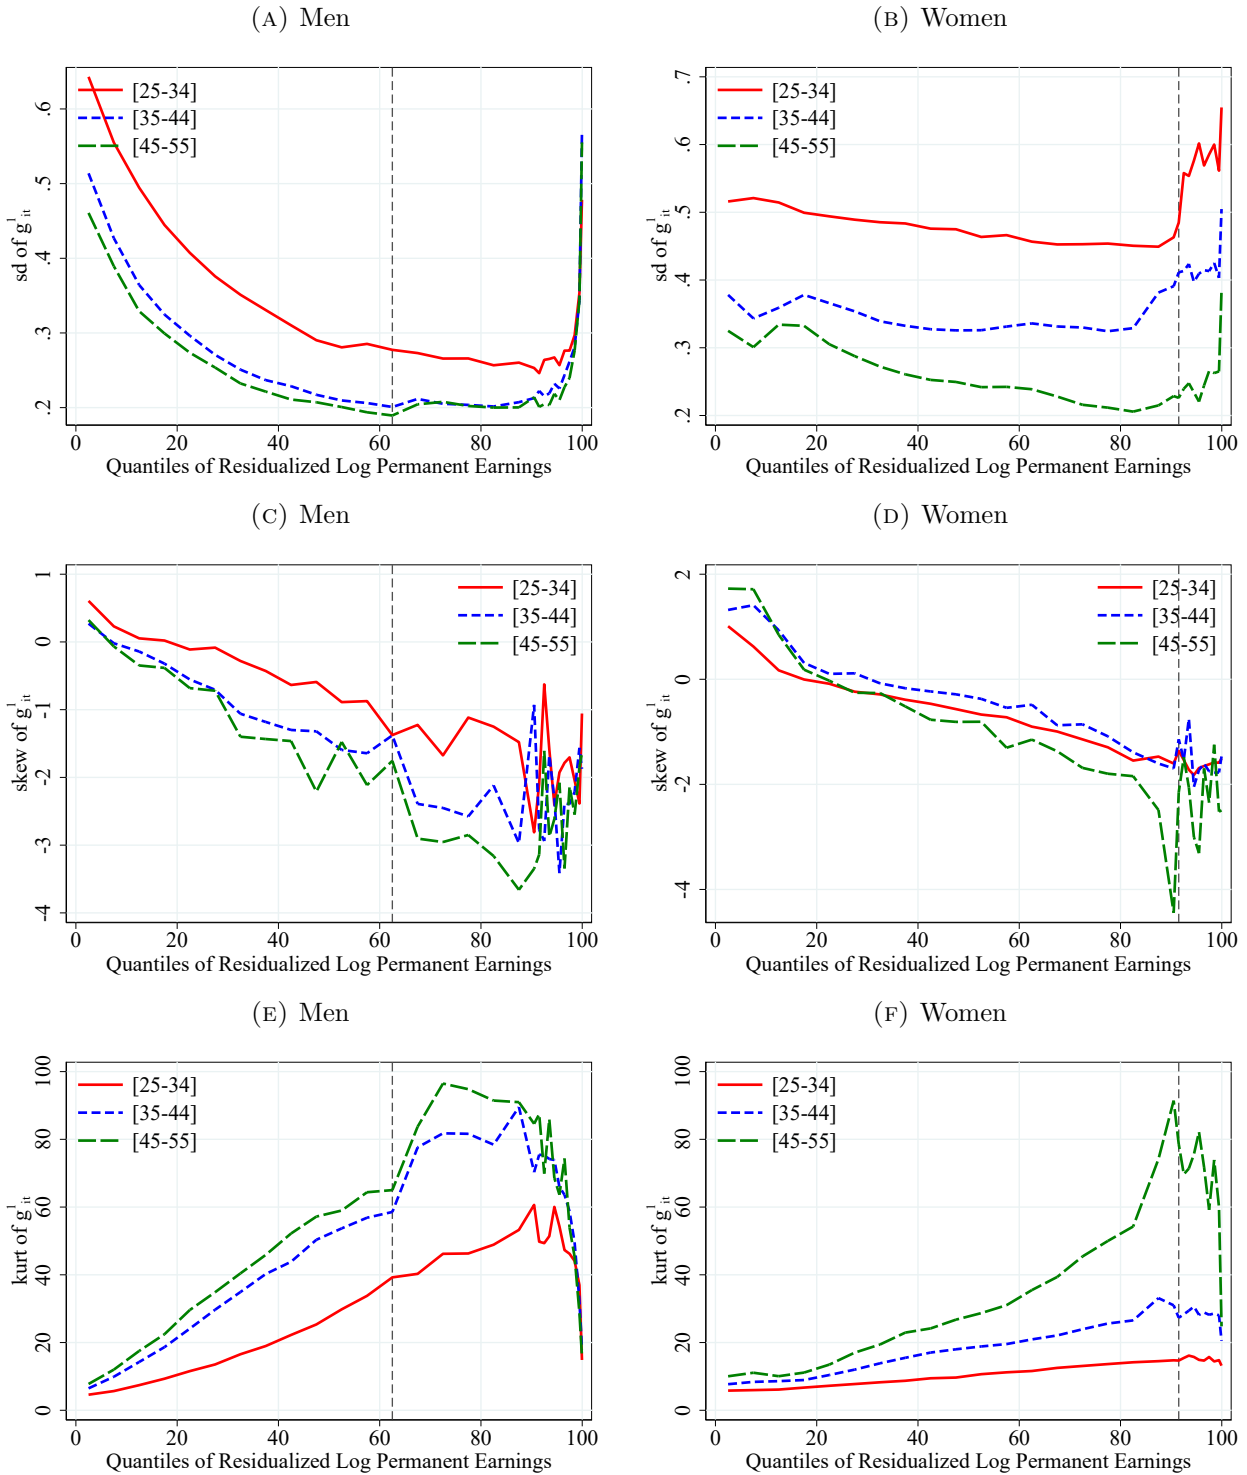 (A) Men
(B) Women
[25-34]
[35-44]
[45-55]
sd of g¹ᵢₜ
.6
.5
.4
.3
.2
0 20 40 60 80 100
Quantiles of Residualized Log Permanent Earnings
[25-34]
[35-44]
[45-55]
sd of g¹ᵢₜ
.7
.6
.5
.4
.3
.2
0 20 40 60 80 100
Quantiles of Residualized Log Permanent Earnings
(C) Men
(D) Women
[25-34]
[35-44]
[45-55]
skew of g¹ᵢₜ
1
0
-1
-2
-3
-4
0 20 40 60 80 100
Quantiles of Residualized Log Permanent Earnings
[25-34]
[35-44]
[45-55]
skew of g¹ᵢₜ
2
0
-2
-4
0 20 40 60 80 100
Quantiles of Residualized Log Permanent Earnings
(E) Men
(F) Women
[25-34]
[35-44]
[45-55]
kurt of g¹ᵢₜ
100
80
60
40
20
0
0 20 40 60 80 100
Quantiles of Residualized Log Permanent Earnings
[25-34]
[35-44]
[45-55]
kurt of g¹ᵢₜ
100
80
60
40
20
0
0 20 40 60 80 100
Quantiles of Residualized Log Permanent Earnings